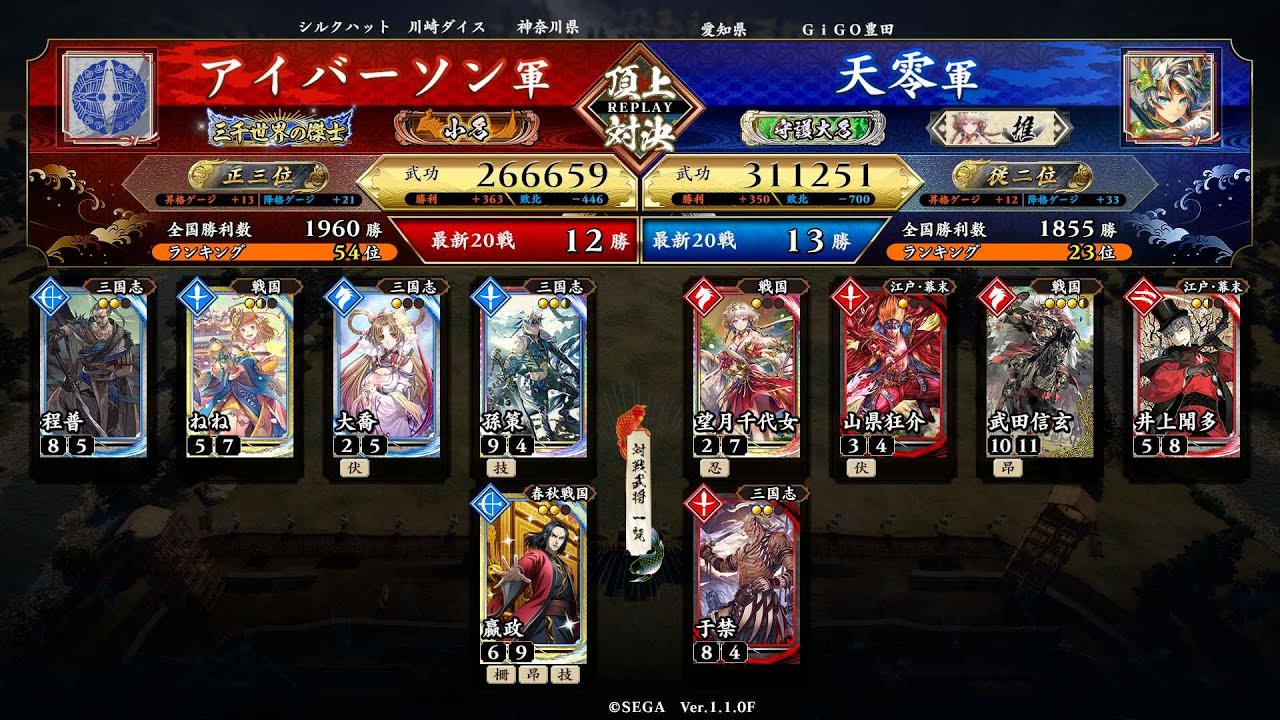 シルクハット 川崎ダイス 神奈川県
愛知県 GiGO豊田
アイバーソン軍
頂上
REPLAY
対決
天零軍
三千世界の傑士
小名
守護大名
推
正三位
昇格ゲージ +13 降格ゲージ +21
武功 266659
勝利 +363 敗北 -446
武功 311251
勝利 +350 敗北 -700
従二位
昇格ゲージ +12 降格ゲージ +33
全国勝利数 1960勝
ランキング 54位
最新20戦 12勝
最新20戦 13勝
全国勝利数 1855勝
ランキング 23位
三国志
程普
8 5
戦国
ねね
5 7
三国志
大喬
2 5
伏
三国志
孫策
9 4
技
対戦武将一覧
戦国
望月千代女
2 7
忍
江戸・幕末
山県狂介
3 4
伏
戦国
武田信玄
10 11
昂
江戸・幕末
井上聞多
5 8
春秋戦国
嬴政
6 9
柵 昂 技
三国志
于禁
8 4
©SEGA Ver.1.1.0F